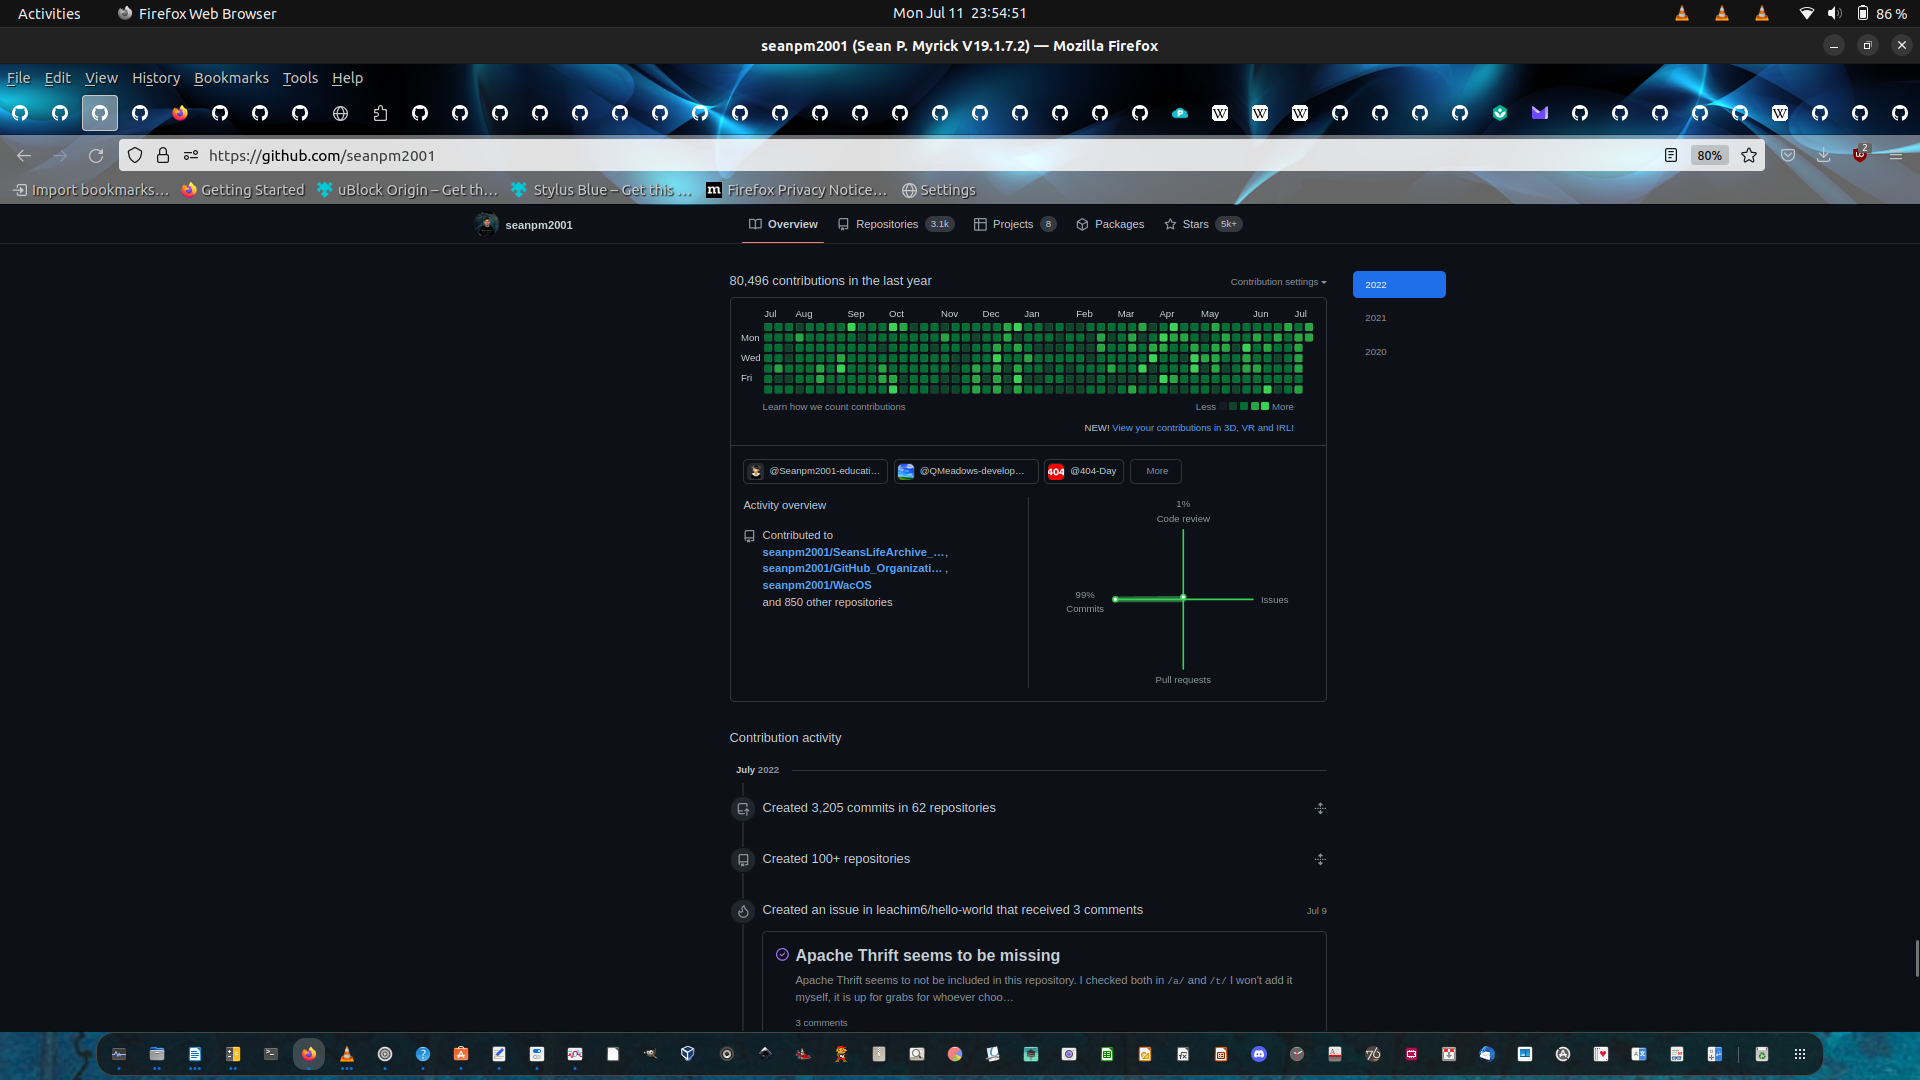 Activities
Firefox Web Browser
Mon Jul 11 23:54:51
86 %
seanpm2001 (Sean P. Myrick V19.1.7.2) — Mozilla Firefox
File Edit View History Bookmarks Tools Help
https://github.com/seanpm2001
80%
2
Import bookmarks…
Getting Started
uBlock Origin – Get th…
Stylus Blue – Get this …
Firefox Privacy Notice…
Settings
seanpm2001
Overview
Repositories 3.1k
Projects 8
Packages
Stars 5k+
80,496 contributions in the last year
Contribution settings
2022
2021
2020
Jul Aug Sep Oct Nov Dec Jan Feb Mar Apr May Jun Jul
Mon
Wed
Fri
Learn how we count contributions
Less More
NEW! View your contributions in 3D, VR and IRL!
@Seanpm2001-educati…
@QMeadows-develop…
404 @404-Day
More
Activity overview
Contributed to
seanpm2001/SeansLifeArchive_…,
seanpm2001/GitHub_Organizati… ,
seanpm2001/WacOS
and 850 other repositories
1%
Code review
99%
Commits
Issues
Pull requests
Contribution activity
July 2022
Created 3,205 commits in 62 repositories
Created 100+ repositories
Created an issue in leachim6/hello-world that received 3 comments
Jul 9
Apache Thrift seems to be missing
Apache Thrift seems to not be included in this repository. I checked both in /a/ and /t/ I won't add it
myself, it is up for grabs for whoever choo…
3 comments